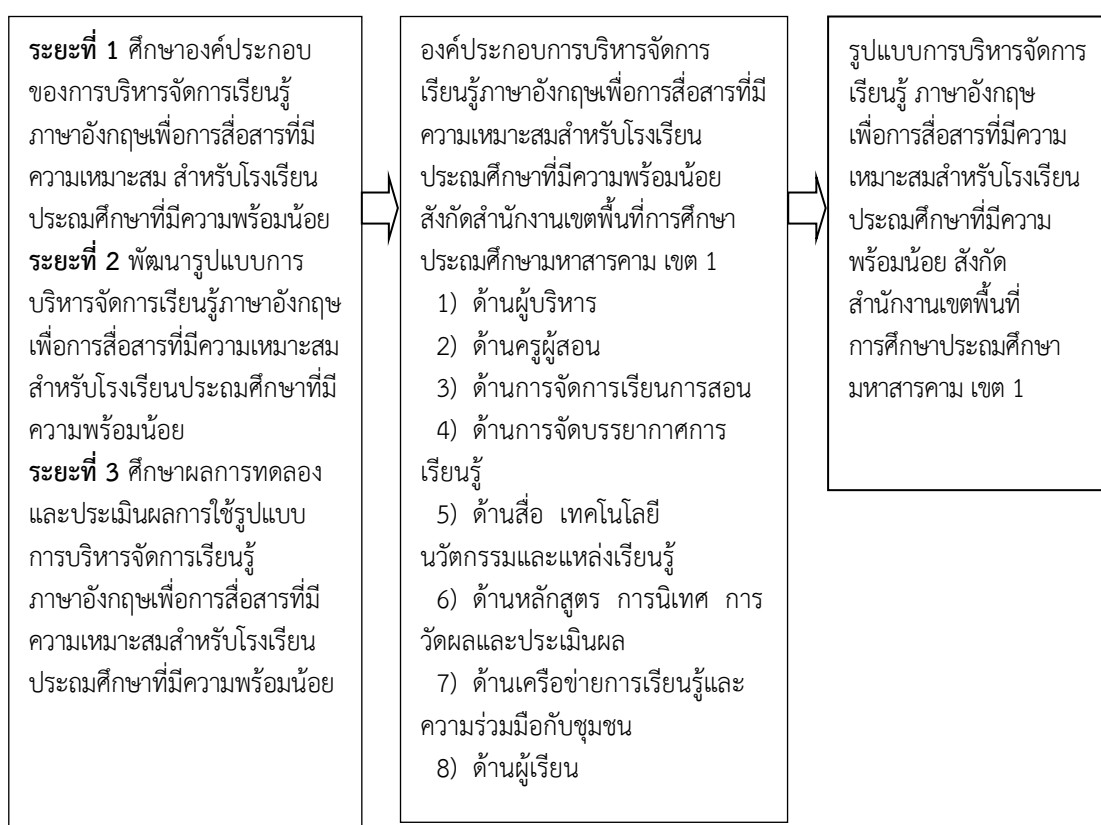 ระยะที่ 1 ศึกษาองค์ประกอบ
ของการบริหารจัดการเรียนรู้
ภาษาอังกฤษเพื่อการสื่อสารที่มี
ความเหมาะสม สำหรับโรงเรียน
ประถมศึกษาที่มีความพร้อมน้อย
ระยะที่ 2 พัฒนารูปแบบการ
บริหารจัดการเรียนรู้ภาษาอังกฤษ
เพื่อการสื่อสารที่มีความเหมาะสม
สำหรับโรงเรียนประถมศึกษาที่มี
ความพร้อมน้อย
ระยะที่ 3 ศึกษาผลการทดลอง
และประเมินผลการใช้รูปแบบ
การบริหารจัดการเรียนรู้
ภาษาอังกฤษเพื่อการสื่อสารที่มี
ความเหมาะสมสำหรับโรงเรียน
ประถมศึกษาที่มีความพร้อมน้อย
องค์ประกอบการบริหารจัดการ
เรียนรู้ภาษาอังกฤษเพื่อการสื่อสารที่มี
ความเหมาะสมสำหรับโรงเรียน
ประถมศึกษาที่มีความพร้อมน้อย
สังกัดสำนักงานเขตพื้นที่การศึกษา
ประถมศึกษามหาสารคาม เขต 1
1) ด้านผู้บริหาร
2) ด้านครูผู้สอน
3) ด้านการจัดการเรียนการสอน
4) ด้านการจัดบรรยากาศการ
เรียนรู้
5) ด้านสื่อ เทคโนโลยี
นวัตกรรมและแหล่งเรียนรู้
6) ด้านหลักสูตร การนิเทศ การ
วัดผลและประเมินผล
7) ด้านเครือข่ายการเรียนรู้และ
ความร่วมมือกับชุมชน
8) ด้านผู้เรียน
รูปแบบการบริหารจัดการ
เรียนรู้ ภาษาอังกฤษ
เพื่อการสื่อสารที่มีความ
เหมาะสมสำหรับโรงเรียน
ประถมศึกษาที่มีความ
พร้อมน้อย สังกัด
สำนักงานเขตพื้นที่
การศึกษาประถมศึกษา
มหาสารคาม เขต 1